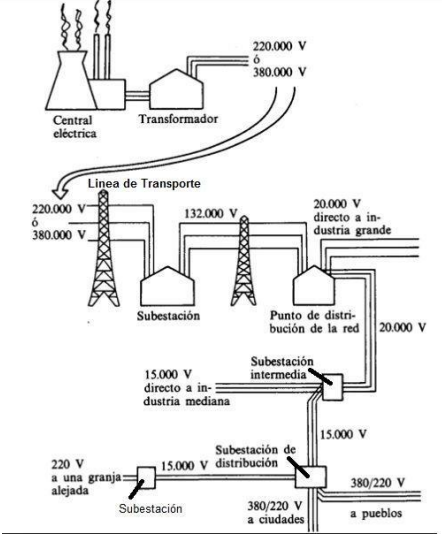 220.000 V
ó
380.000 V
Central
eléctrica
Transformador
Linea de Transporte
220.000 V
ó
380.000 V
132.000 V
20.000 V
directo a in-
dustria grande
Subestación
Punto de distri-
bución de la red
20.000 V
Subestación
intermedia
15.000 V
directo a in-
dustria mediana
15.000 V
Subestación de
distribución
220 V
a una granja
alejada
15.000 V
Subestación
380/220 V
a ciudades
380/220 V
a pueblos